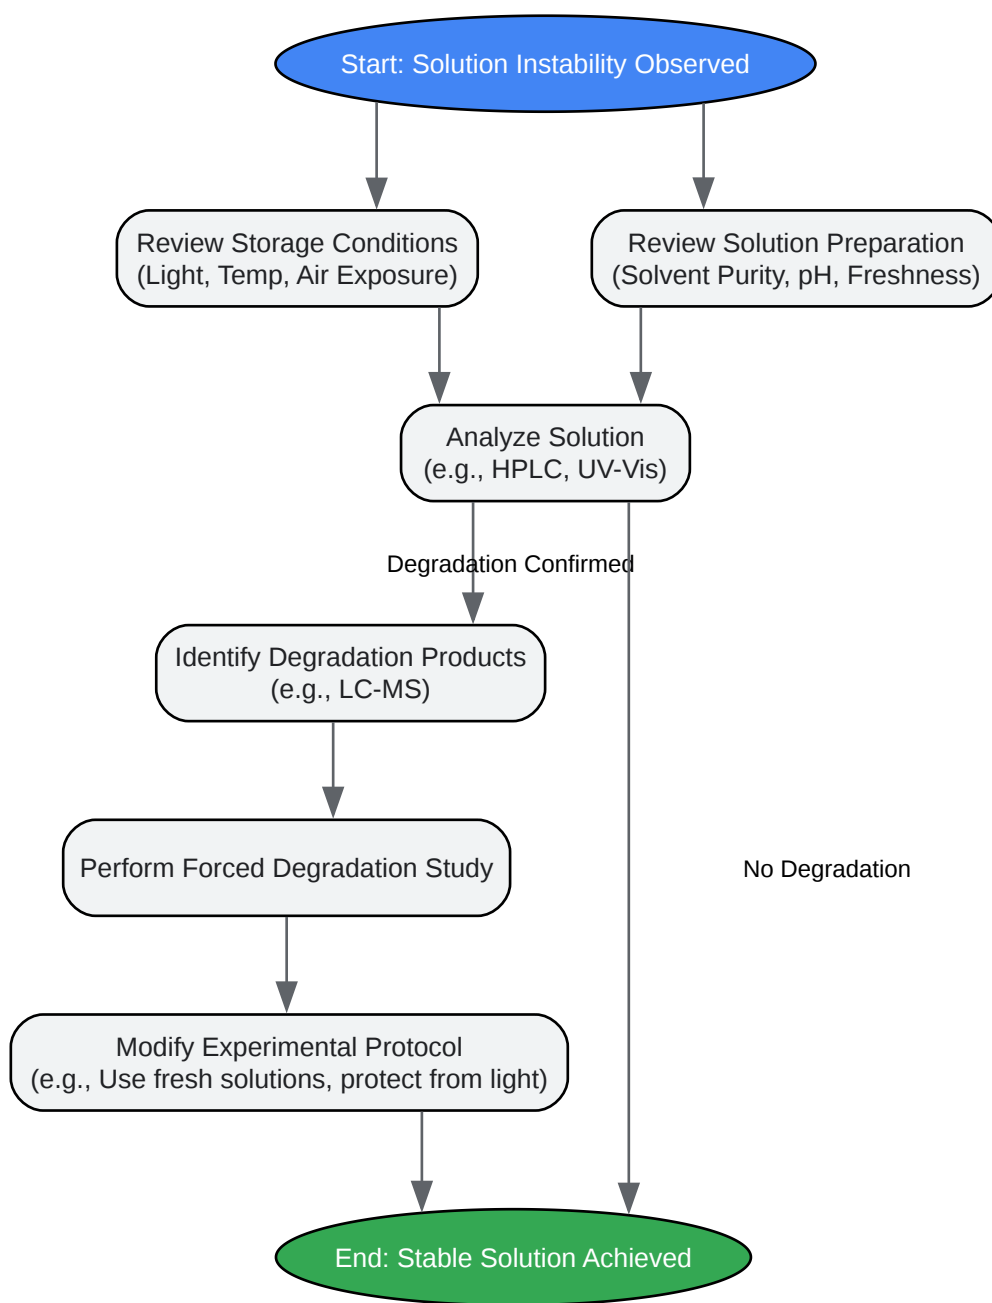 Start: Solution Instability Observed
Review Storage Conditions
(Light, Temp, Air Exposure)
Review Solution Preparation
(Solvent Purity, pH, Freshness)
Analyze Solution
(e.g., HPLC, UV-Vis)
Degradation Confirmed
Identify Degradation Products
(e.g., LC-MS)
Perform Forced Degradation Study
No Degradation
Modify Experimental Protocol
(e.g., Use fresh solutions, protect from light)
End: Stable Solution Achieved